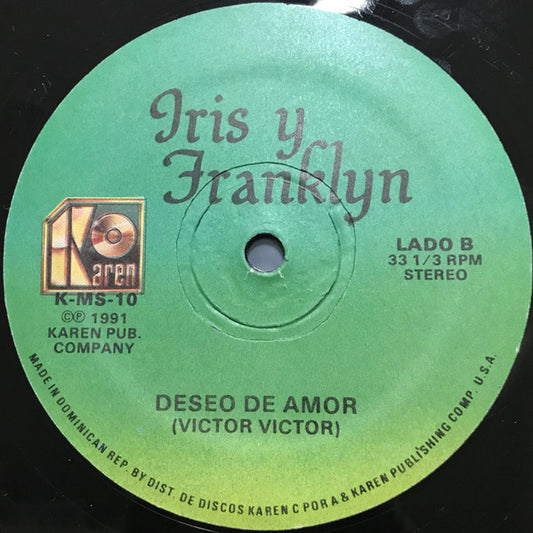 Iris y
Franklyn
Karen
K-MS-10
©℗ 1991
KAREN PUB.
COMPANY
LADO B
33 1/3 RPM
STEREO
DESEO DE AMOR
(VICTOR VICTOR)
MADE IN DOMINICAN REP. BY DIST. DE DISCOS KAREN C POR A & KAREN PUBLISHING COMP. U.S.A.